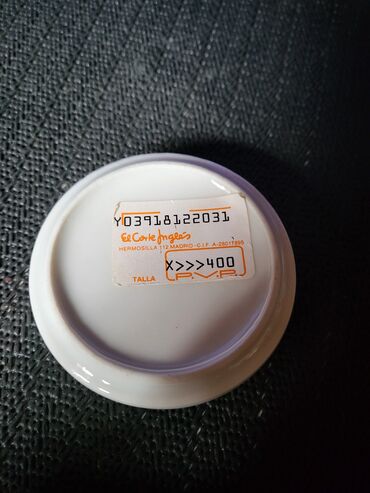 Y03918122031
El Corte Inglés
HERMOSILLA 112 MADRID - C.I.F. A-28017895
X>>>400
TALLA P.V.P.